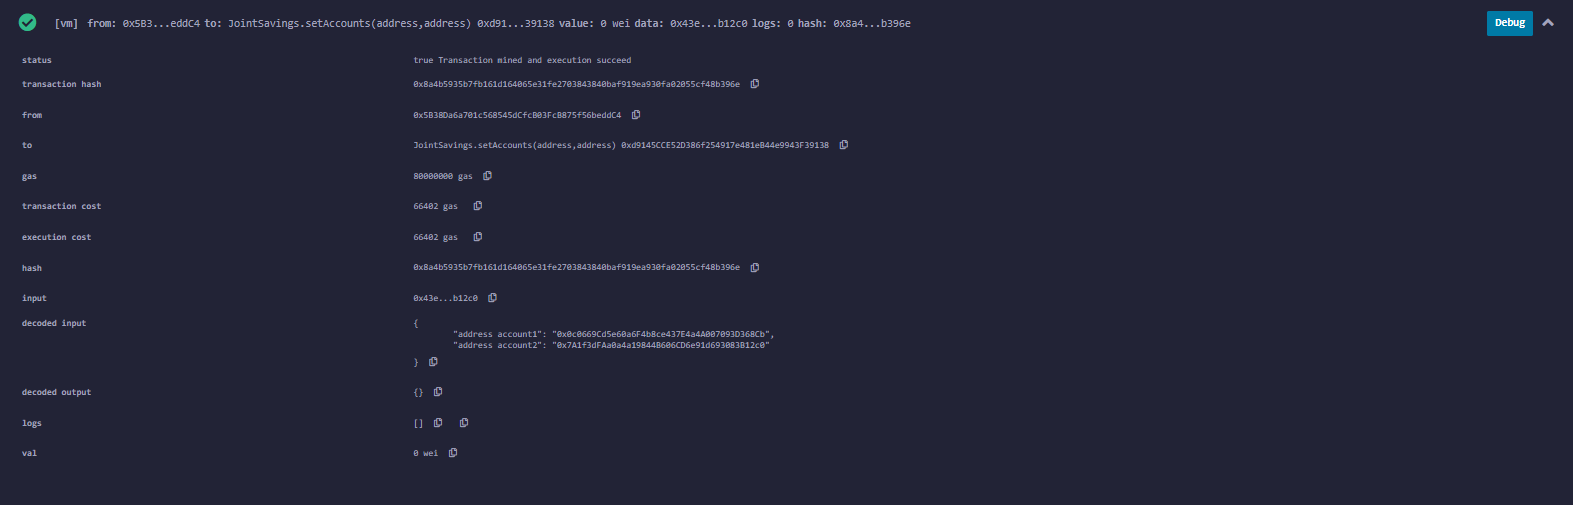 [vm] from: 0x5B3...eddC4 to: JointSavings.setAccounts(address,address) 0xd91...39138 value: 0 wei data: 0x43e...b12c0 logs: 0 hash: 0x8a4...b396e Debug
status true Transaction mined and execution succeed
transaction hash 0x8a4b5935b7fb161d164065e31fe2703843840baf919ea930fa02055cf48b396e
from 0x5B38Da6a701c568545dCfcB03FcB875f56beddC4
to JointSavings.setAccounts(address,address) 0xd9145CCE52D386f254917e481eB44e9943F39138
gas 80000000 gas
transaction cost 66402 gas
execution cost 66402 gas
hash 0x8a4b5935b7fb161d164065e31fe2703843840baf919ea930fa02055cf48b396e
input 0x43e...b12c0
decoded input {
"address account1": "0x0c0669Cd5e60a6F4b8ce437E4a4A007093D368Cb",
"address account2": "0x7A1f3dFAa0a4a19844B606CD6e91d693083B12c0"
}
decoded output {}
logs []
val 0 wei